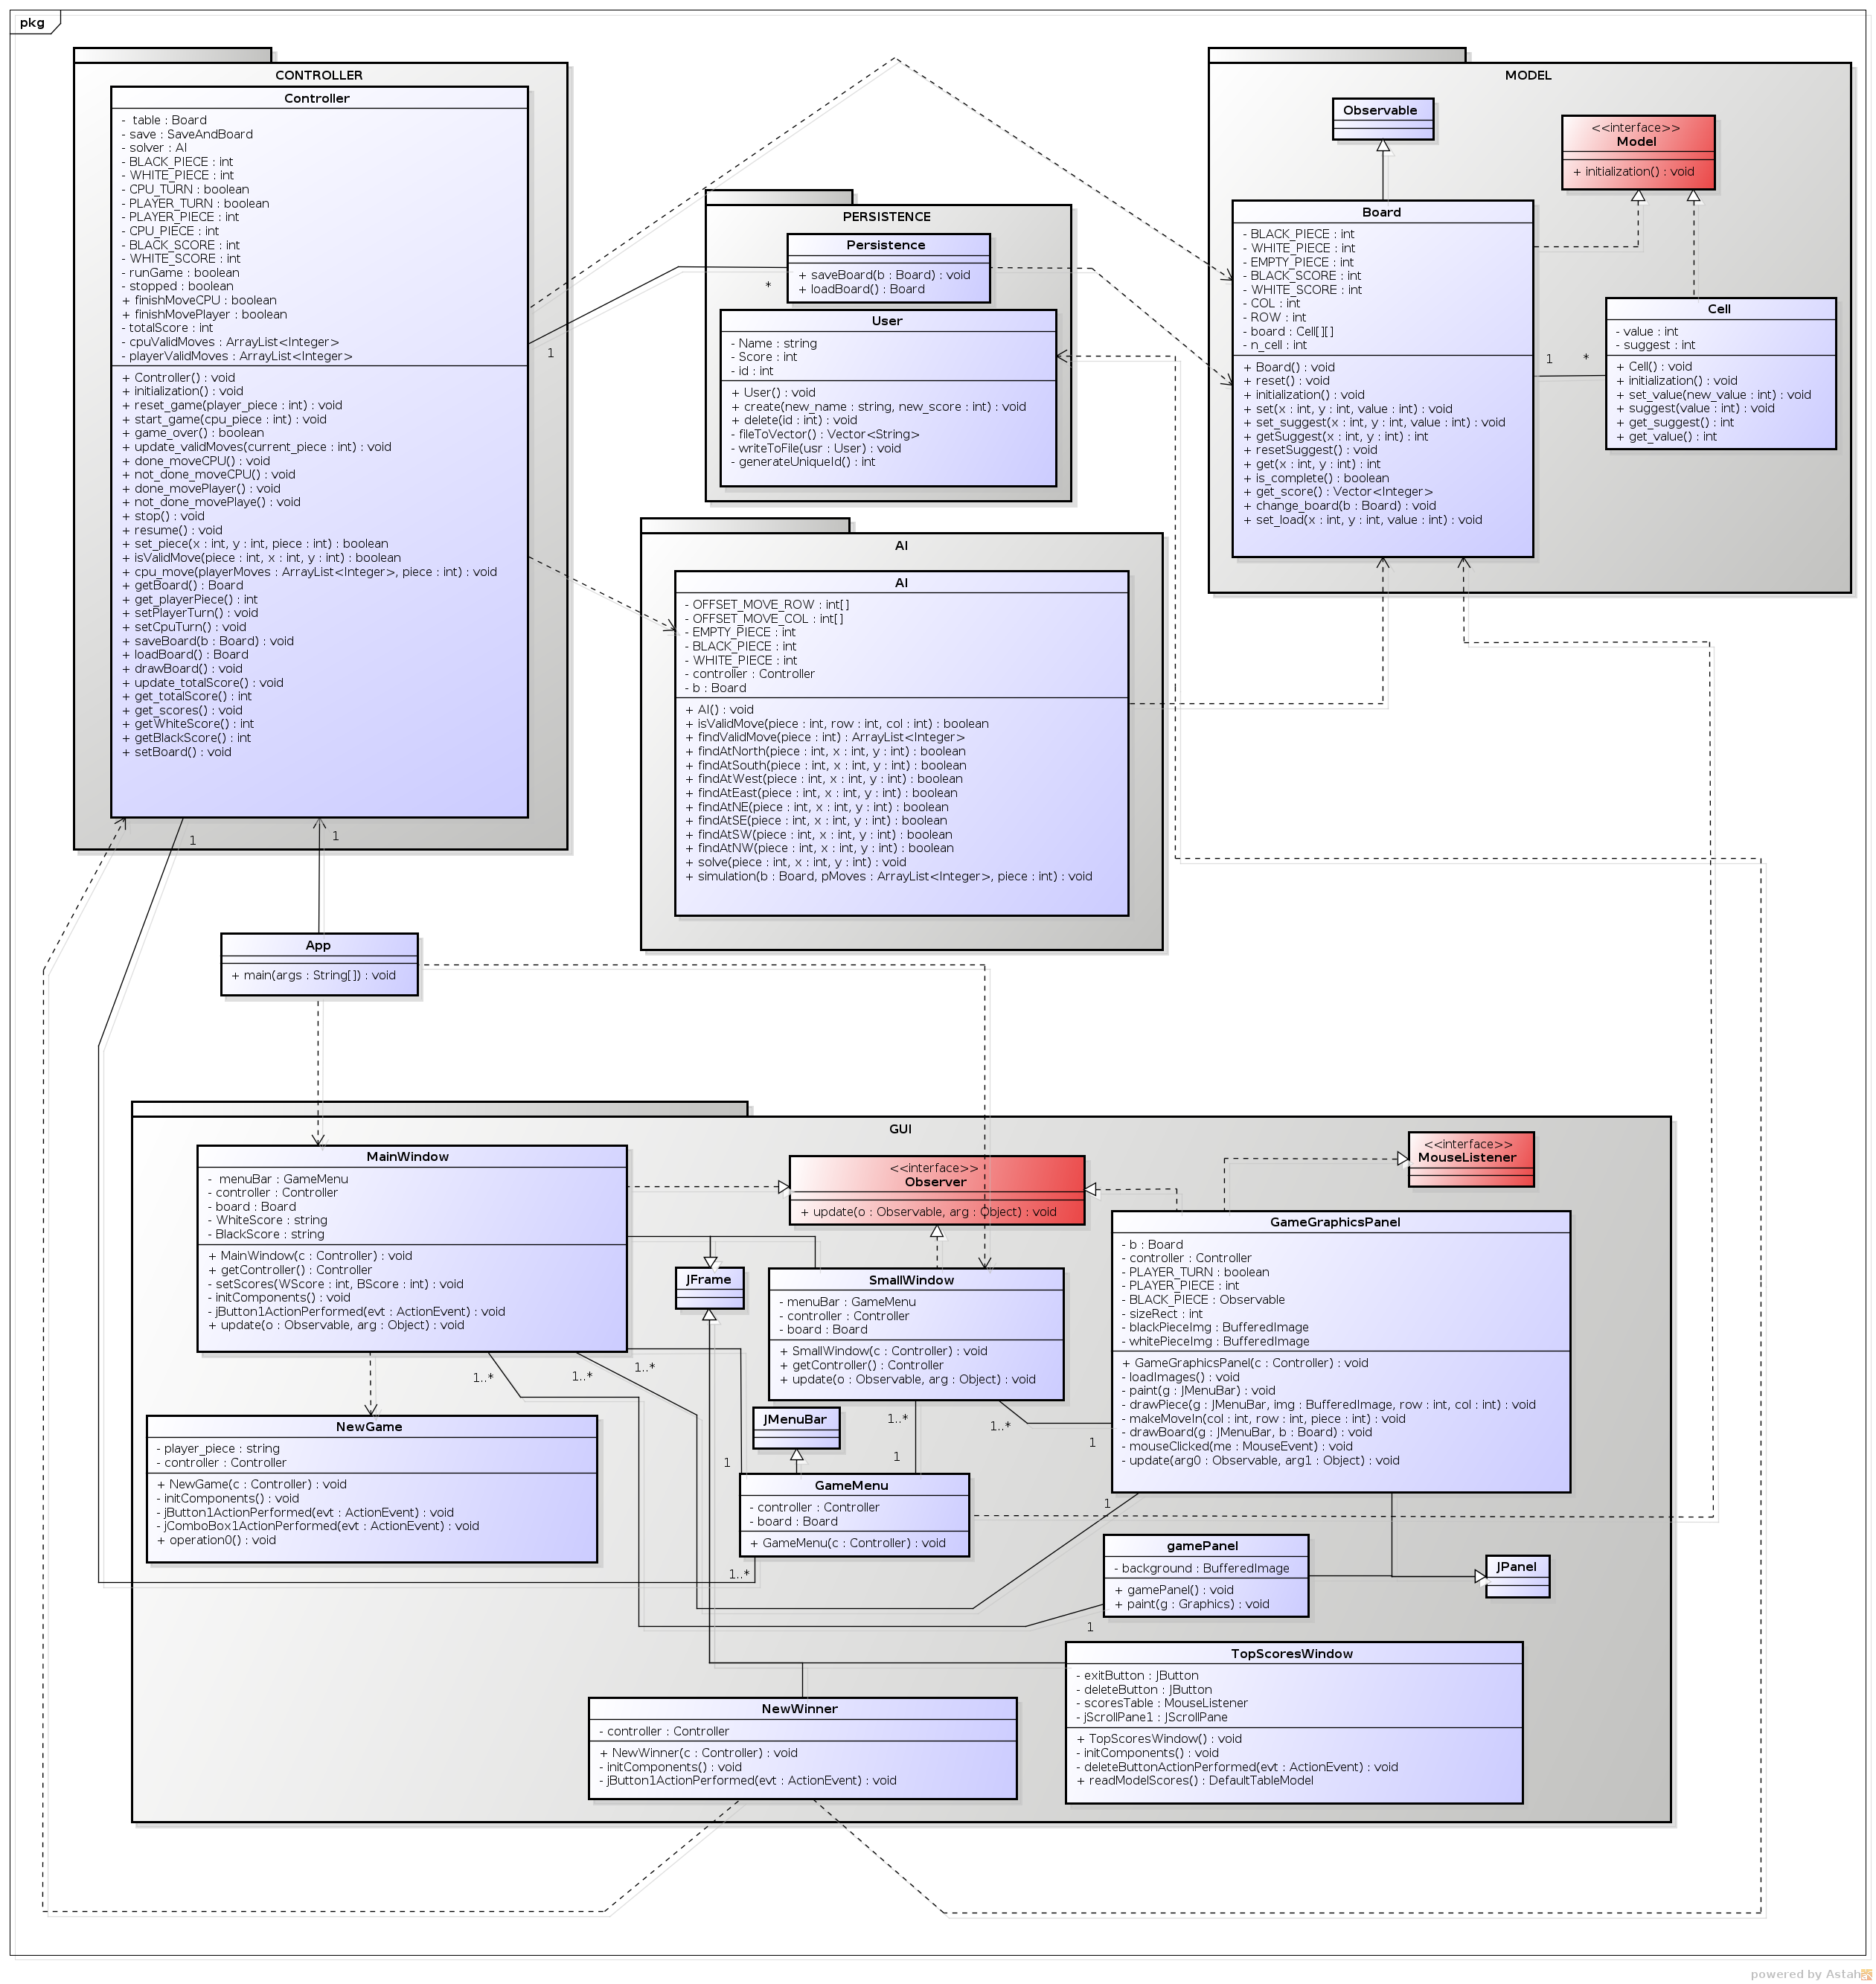 pkg
CONTROLLER
Controller
- table : Board
- save : SaveAndBoard
- solver : AI
- BLACK_PIECE : int
- WHITE_PIECE : int
- CPU_TURN : boolean
- PLAYER_TURN : boolean
- PLAYER_PIECE : int
- CPU_PIECE : int
- BLACK_SCORE : int
- WHITE_SCORE : int
- runGame : boolean
- stopped : boolean
+ finishMoveCPU : boolean
+ finishMovePlayer : boolean
- totalScore : int
- cpuValidMoves : ArrayList<Integer>
- playerValidMoves : ArrayList<Integer>
+ Controller() : void
+ initialization() : void
+ reset_game(player_piece : int) : void
+ start_game(cpu_piece : int) : void
+ game_over() : boolean
+ update_validMoves(current_piece : int) : void
+ done_moveCPU() : void
+ not_done_moveCPU() : void
+ done_movePlayer() : void
+ not_done_movePlaye() : void
+ stop() : void
+ resume() : void
+ set_piece(x : int, y : int, piece : int) : boolean
+ isValidMove(piece : int, x : int, y : int) : boolean
+ cpu_move(playerMoves : ArrayList<Integer>, piece : int) : void
+ getBoard() : Board
+ get_playerPiece() : int
+ setPlayerTurn() : void
+ setCpuTurn() : void
+ saveBoard(b : Board) : void
+ loadBoard() : Board
+ drawBoard() : void
+ update_totalScore() : void
+ get_totalScore() : int
+ get_scores() : void
+ getWhiteScore() : int
+ getBlackScore() : int
+ setBoard() : void
1
1
1
*
PERSISTENCE
Persistence
+ saveBoard(b : Board) : void
+ loadBoard() : Board
User
- Name : string
- Score : int
- id : int
+ User() : void
+ create(new_name : string, new_score : int) : void
+ delete(id : int) : void
- fileToVector() : Vector<String>
- writeToFile(usr : User) : void
- generateUniqueId() : int
MODEL
Observable
<<interface>>
Model
+ initialization() : void
Board
- BLACK_PIECE : int
- WHITE_PIECE : int
- EMPTY_PIECE : int
- BLACK_SCORE : int
- WHITE_SCORE : int
- COL : int
- ROW : int
- board : Cell[][]
- n_cell : int
+ Board() : void
+ reset() : void
+ initialization() : void
+ set(x : int, y : int, value : int) : void
+ set_suggest(x : int, y : int, value : int) : void
+ getSuggest(x : int, y : int) : int
+ resetSuggest() : void
+ get(x : int, y : int) : int
+ is_complete() : boolean
+ get_score() : Vector<Integer>
+ change_board(b : Board) : void
+ set_load(x : int, y : int, value : int) : void
1
*
Cell
- value : int
- suggest : int
+ Cell() : void
+ initialization() : void
+ set_value(new_value : int) : void
+ suggest(value : int) : void
+ get_suggest() : int
+ get_value() : int
AI
AI
- OFFSET_MOVE_ROW : int[]
- OFFSET_MOVE_COL : int[]
- EMPTY_PIECE : int
- BLACK_PIECE : int
- WHITE_PIECE : int
- controller : Controller
- b : Board
+ AI() : void
+ isValidMove(piece : int, row : int, col : int) : boolean
+ findValidMove(piece : int) : ArrayList<Integer>
+ findAtNorth(piece : int, x : int, y : int) : boolean
+ findAtSouth(piece : int, x : int, y : int) : boolean
+ findAtWest(piece : int, x : int, y : int) : boolean
+ findAtEast(piece : int, x : int, y : int) : boolean
+ findAtNE(piece : int, x : int, y : int) : boolean
+ findAtSE(piece : int, x : int, y : int) : boolean
+ findAtSW(piece : int, x : int, y : int) : boolean
+ findAtNW(piece : int, x : int, y : int) : boolean
+ solve(piece : int, x : int, y : int) : void
+ simulation(b : Board, pMoves : ArrayList<Integer>, piece : int) : void
App
+ main(args : String[]) : void
GUI
MainWindow
- menuBar : GameMenu
- controller : Controller
- board : Board
- WhiteScore : string
- BlackScore : string
+ MainWindow(c : Controller) : void
+ getController() : Controller
- setScores(WScore : int, BScore : int) : void
- initComponents() : void
- jButton1ActionPerformed(evt : ActionEvent) : void
+ update(o : Observable, arg : Object) : void
1..*
1..*
1..*
<<interface>>
Observer
+ update(o : Observable, arg : Object) : void
<<interface>>
MouseListener
JFrame
SmallWindow
- menuBar : GameMenu
- controller : Controller
- board : Board
+ SmallWindow(c : Controller) : void
+ getController() : Controller
+ update(o : Observable, arg : Object) : void
1..*
1..*
1
1
1
GameGraphicsPanel
- b : Board
- controller : Controller
- PLAYER_TURN : boolean
- PLAYER_PIECE : int
- BLACK_PIECE : Observable
- sizeRect : int
- blackPieceImg : BufferedImage
- whitePieceImg : BufferedImage
+ GameGraphicsPanel(c : Controller) : void
- loadImages() : void
- paint(g : JMenuBar) : void
- drawPiece(g : JMenuBar, img : BufferedImage, row : int, col : int) : void
- makeMoveIn(col : int, row : int, piece : int) : void
- drawBoard(g : JMenuBar, b : Board) : void
- mouseClicked(me : MouseEvent) : void
- update(arg0 : Observable, arg1 : Object) : void
1
NewGame
- player_piece : string
- controller : Controller
+ NewGame(c : Controller) : void
- initComponents() : void
- jButton1ActionPerformed(evt : ActionEvent) : void
- jComboBox1ActionPerformed(evt : ActionEvent) : void
+ operation0() : void
JMenuBar
GameMenu
- controller : Controller
- board : Board
+ GameMenu(c : Controller) : void
1..*
gamePanel
- background : BufferedImage
+ gamePanel() : void
+ paint(g : Graphics) : void
1
JPanel
TopScoresWindow
- exitButton : JButton
- deleteButton : JButton
- scoresTable : MouseListener
- jScrollPane1 : JScrollPane
+ TopScoresWindow() : void
- initComponents() : void
- deleteButtonActionPerformed(evt : ActionEvent) : void
+ readModelScores() : DefaultTableModel
NewWinner
- controller : Controller
+ NewWinner(c : Controller) : void
- initComponents() : void
- jButton1ActionPerformed(evt : ActionEvent) : void
powered by Astah